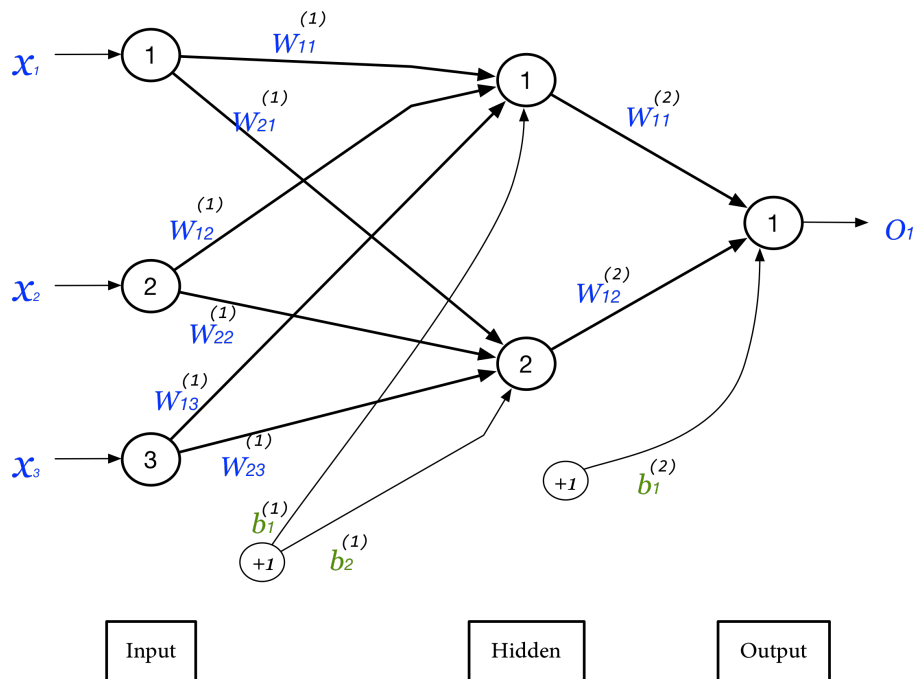 x₁
1
W₁₁⁽¹⁾
1
W₂₁⁽¹⁾
W₁₁⁽²⁾
W₁₂⁽¹⁾
1
O₁
x₂
2
W₁₂⁽²⁾
W₂₂⁽¹⁾
2
W₁₃⁽¹⁾
x₃
3
W₂₃⁽¹⁾
+1
b₁⁽²⁾
b₁⁽¹⁾
+1
b₂⁽¹⁾
Input
Hidden
Output